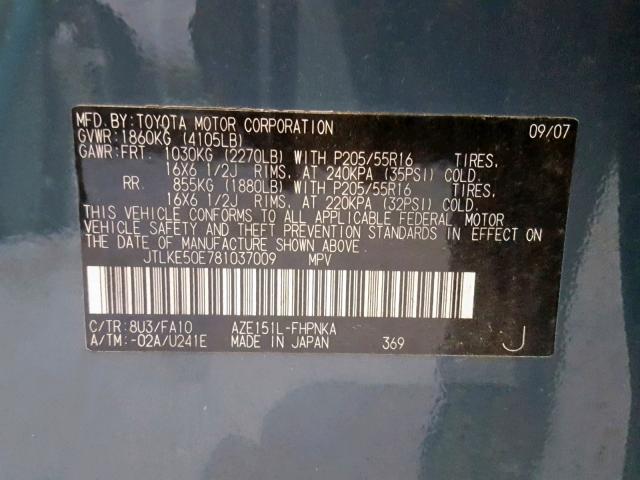 MFD. BY: TOYOTA MOTOR CORPORATION 09/07
GVWR: 1860KG (4105LB)
GAWR: FRT 1030KG (2270LB) WITH P205/55R16 TIRES,
16X6 1/2J RIMS, AT 240KPA (35PSI) COLD.
RR 855KG (1880LB) WITH P205/55R16 TIRES,
16X6 1/2J RIMS, AT 220KPA (32PSI) COLD.
THIS VEHICLE CONFORMS TO ALL APPLICABLE FEDERAL MOTOR
VEHICLE SAFETY AND THEFT PREVENTION STANDARDS IN EFFECT ON
THE DATE OF MANUFACTURE SHOWN ABOVE.
JTLKE50E781037009 MPV
C/TR: 8U3/FA10 AZE151L-FHPNKA
A/TM: -02A/U241E MADE IN JAPAN 369 J